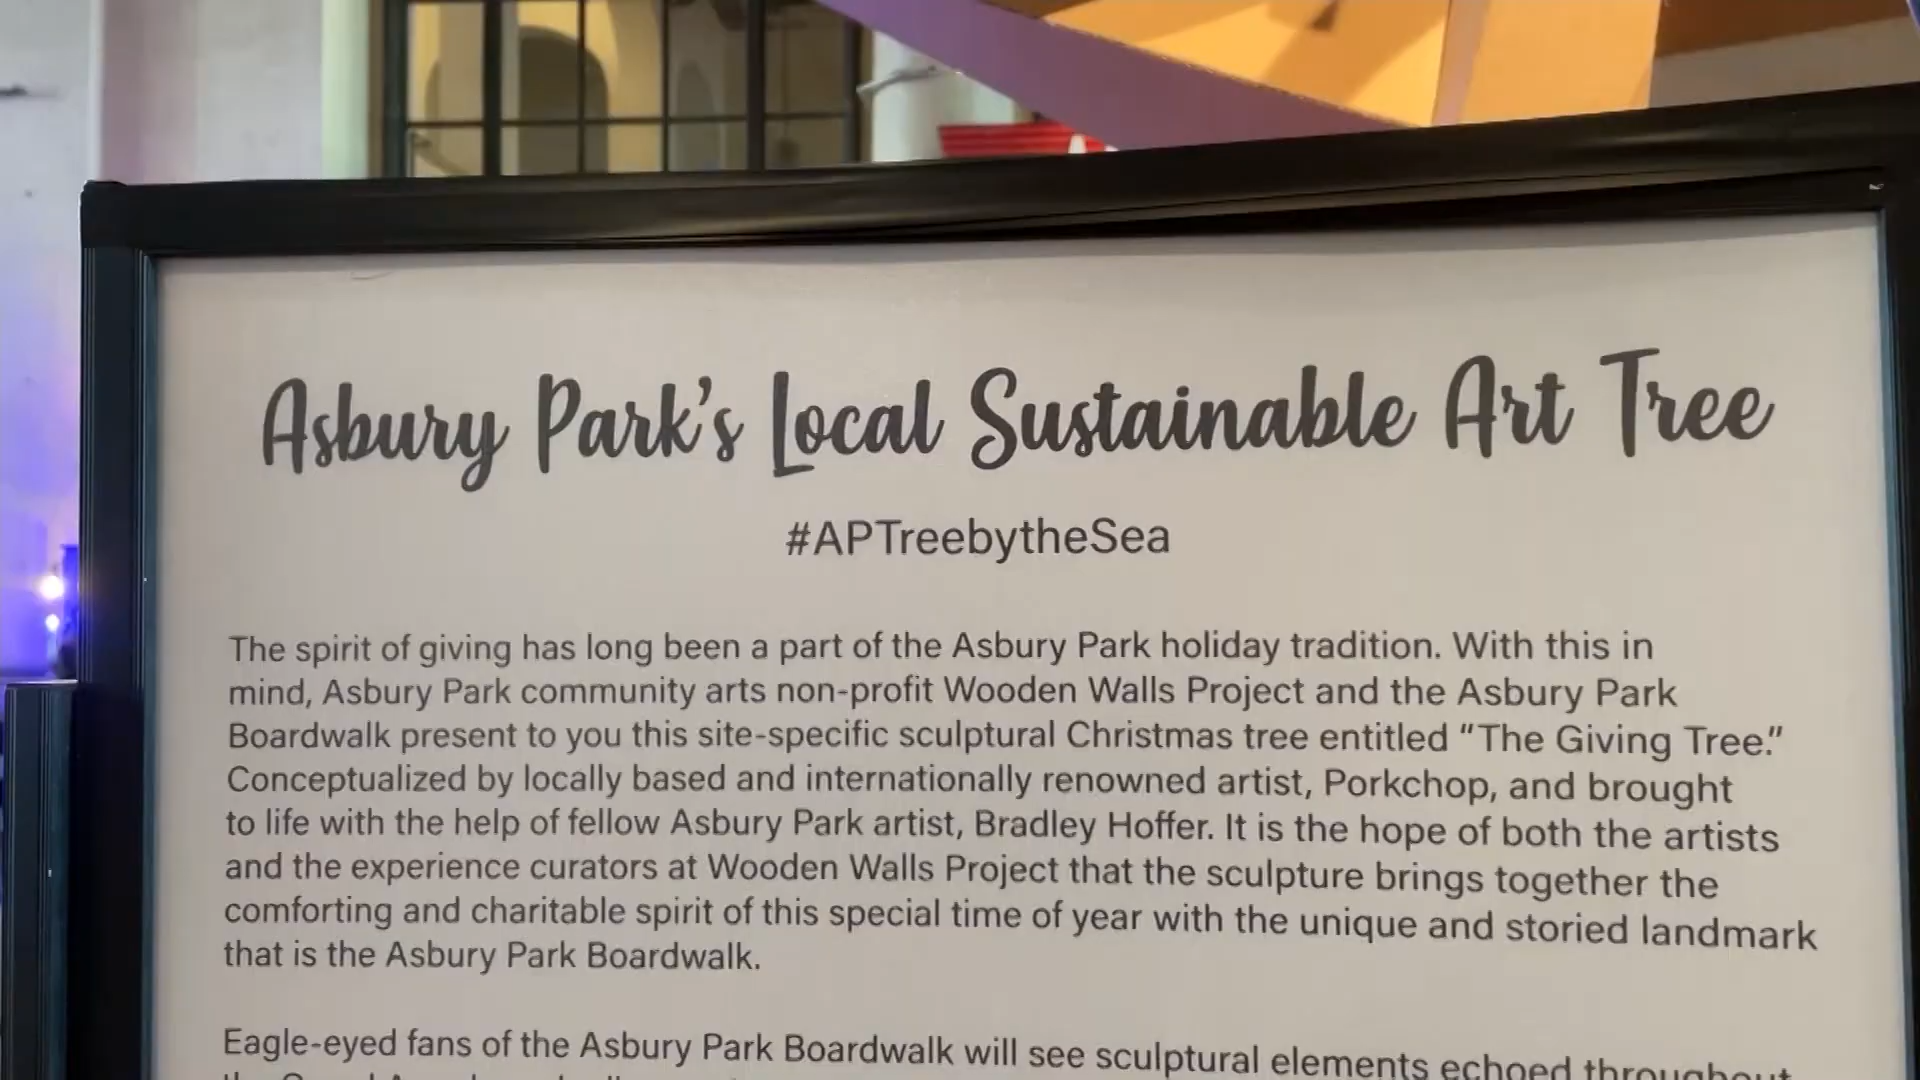 Asbury Park's Local Sustainable Art Tree
#APTreebytheSea
The spirit of giving has long been a part of the Asbury Park holiday tradition. With this in
mind, Asbury Park community arts non-profit Wooden Walls Project and the Asbury Park
Boardwalk present to you this site-specific sculptural Christmas tree entitled “The Giving Tree.”
Conceptualized by locally based and internationally renowned artist, Porkchop, and brought
to life with the help of fellow Asbury Park artist, Bradley Hoffer. It is the hope of both the artists
and the experience curators at Wooden Walls Project that the sculpture brings together the
comforting and charitable spirit of this special time of year with the unique and storied landmark
that is the Asbury Park Boardwalk.
Eagle-eyed fans of the Asbury Park Boardwalk will see sculptural elements echoed throughout